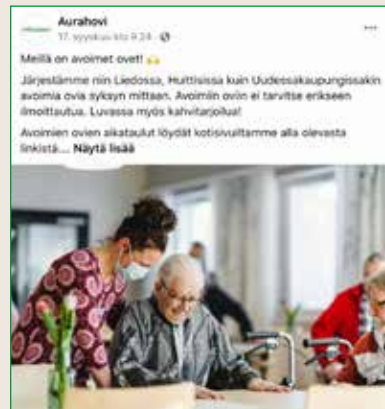 Aurahovi
17. syyskuu klo 9.24 ·
Meillä on avoimet ovet! 🙌
Järjestämme niin Liedossa, Huittisissa kuin Uudessakaupungissakin
avoimia ovia syksyn mittaan. Avoimiin oviin ei tarvitse erikseen
ilmoittautua. Luvassa myös kahvitarjoilua!
Avoimien ovien aikataulut löydät kotisivuiltamme alla olevasta
linkistä.... Näytä lisää